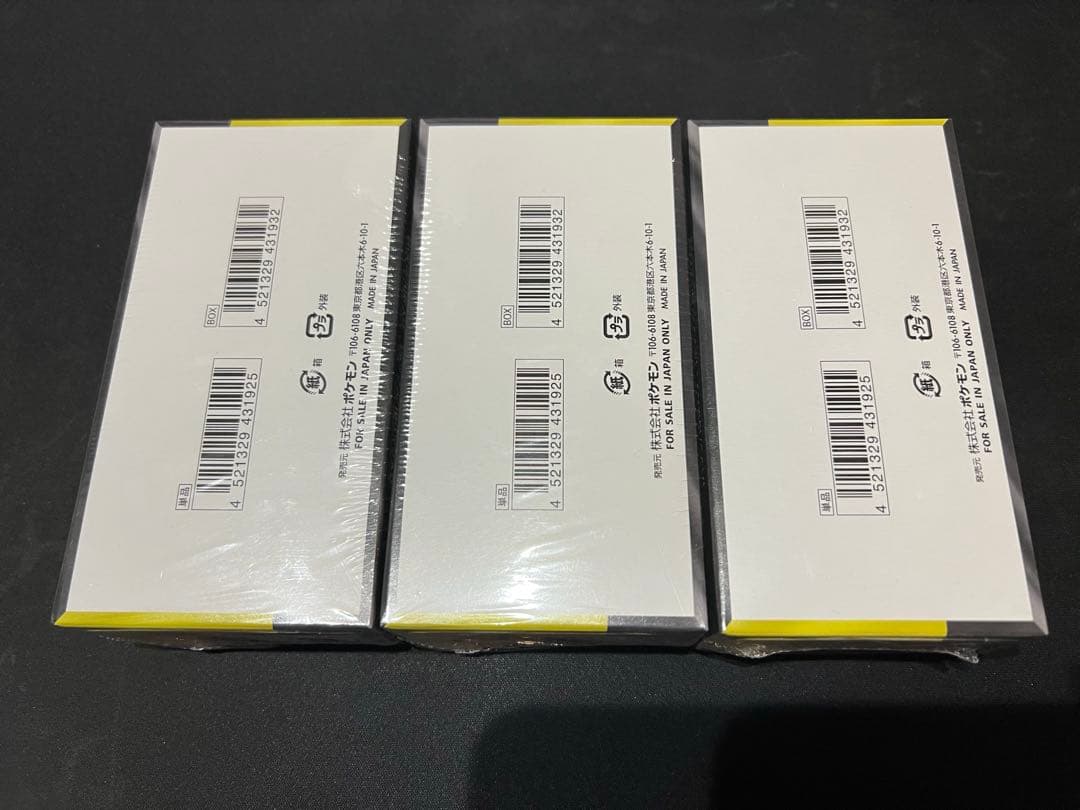 BOX
4 521329 431932
単品
4 521329 431925
プラ 外装
紙 箱
発売元 株式会社 ポケモン 〒106-6108 東京都港区六本木6-10-1
FOR SALE IN JAPAN ONLY MADE IN JAPAN
BOX
4 521329 431932
単品
4 521329 431925
プラ 外装
紙 箱
発売元 株式会社 ポケモン 〒106-6108 東京都港区六本木6-10-1
FOR SALE IN JAPAN ONLY MADE IN JAPAN
BOX
4 521329 431932
単品
4 521329 431925
プラ 外装
紙 箱
発売元 株式会社 ポケモン 〒106-6108 東京都港区六本木6-10-1
FOR SALE IN JAPAN ONLY MADE IN JAPAN